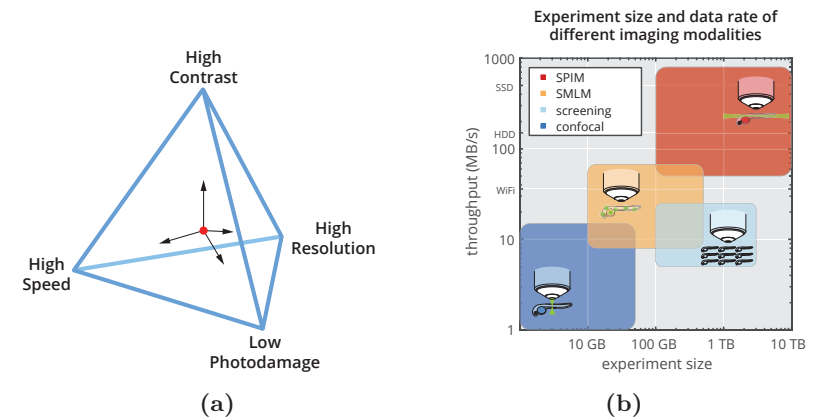 High
Contrast
High
Resolution
High
Speed
Low
Photodamage
(a)
Experiment size and data rate of
different imaging modalities
1000
SSD
HDD
100
WiFi
10
1
throughput (MB/s)
SPIM
SMLM
screening
confocal
10 GB
100 GB
1 TB
10 TB
experiment size
(b)